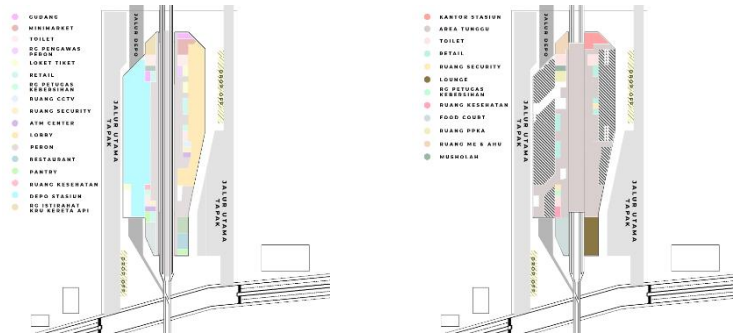 GUDANG
MINIMARKET
TOILET
RG PENGAWAS
PERON
LOKET TIKET
RETAIL
RG PETUGAS
KEBERSIHAN
RUANG CCTV
RUANG SECURITY
ATM CENTER
LOBBY
PERON
RESTAURANT
PANTRY
RUANG KESEHATAN
DEPO STASIUN
RG ISTIRAHAT
KRU KERETA API
JALUR DEPO
DROP OFF
JALUR UTAMA
TAPAK
JALUR UTAMA
TAPAK
DROP OFF
KANTOR STASIUN
AREA TUNGGU
TOILET
RETAIL
RUANG SECURITY
LOUNGE
RG PETUGAS
KEBERSIHAN
RUANG KESEHATAN
FOOD COURT
RUANG PPKA
RUANG ME & AHU
MUSHOLAH
JALUR DEPO
DROP OFF
JALUR UTAMA
TAPAK
JALUR UTAMA
TAPAK
DROP OFF